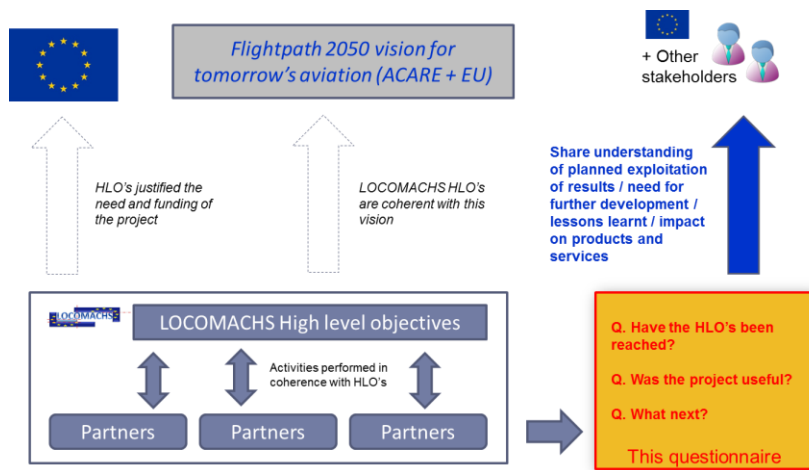 Flightpath 2050 vision for
tomorrow's aviation (ACARE + EU)
+ Other
stakeholders
HLO's justified the
need and funding of
the project
LOCOMACHS HLO's
are coherent with this
vision
Share understanding
of planned exploitation
of results / need for
further development /
lessons learnt / impact
on products and
services
LOCOMACHS
LOCOMACHS High level objectives
Activities performed in
coherence with HLO's
Partners
Partners
Partners
Q. Have the HLO's been
reached?
Q. Was the project useful?
Q. What next?
This questionnaire